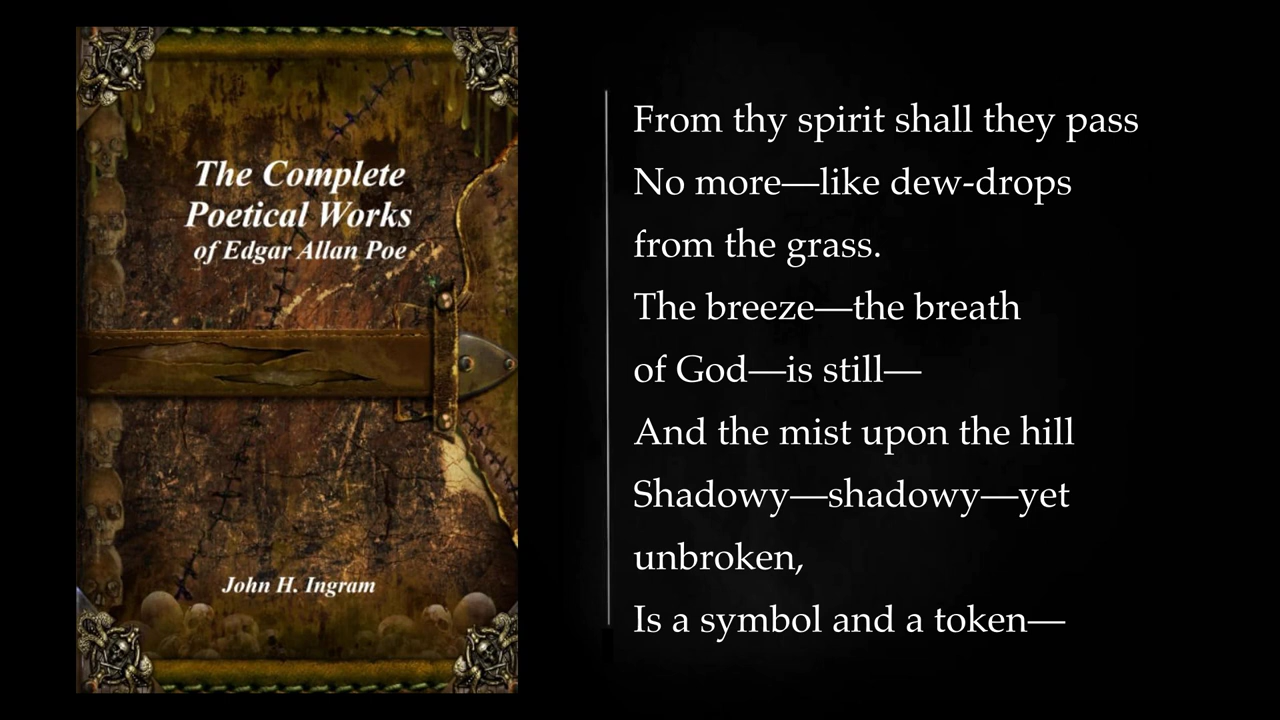 The Complete
Poetical Works
of Edgar Allan Poe
John H. Ingram
From thy spirit shall they pass
No more—like dew-drops
from the grass.
The breeze—the breath
of God—is still—
And the mist upon the hill
Shadowy—shadowy—yet
unbroken,
Is a symbol and a token—